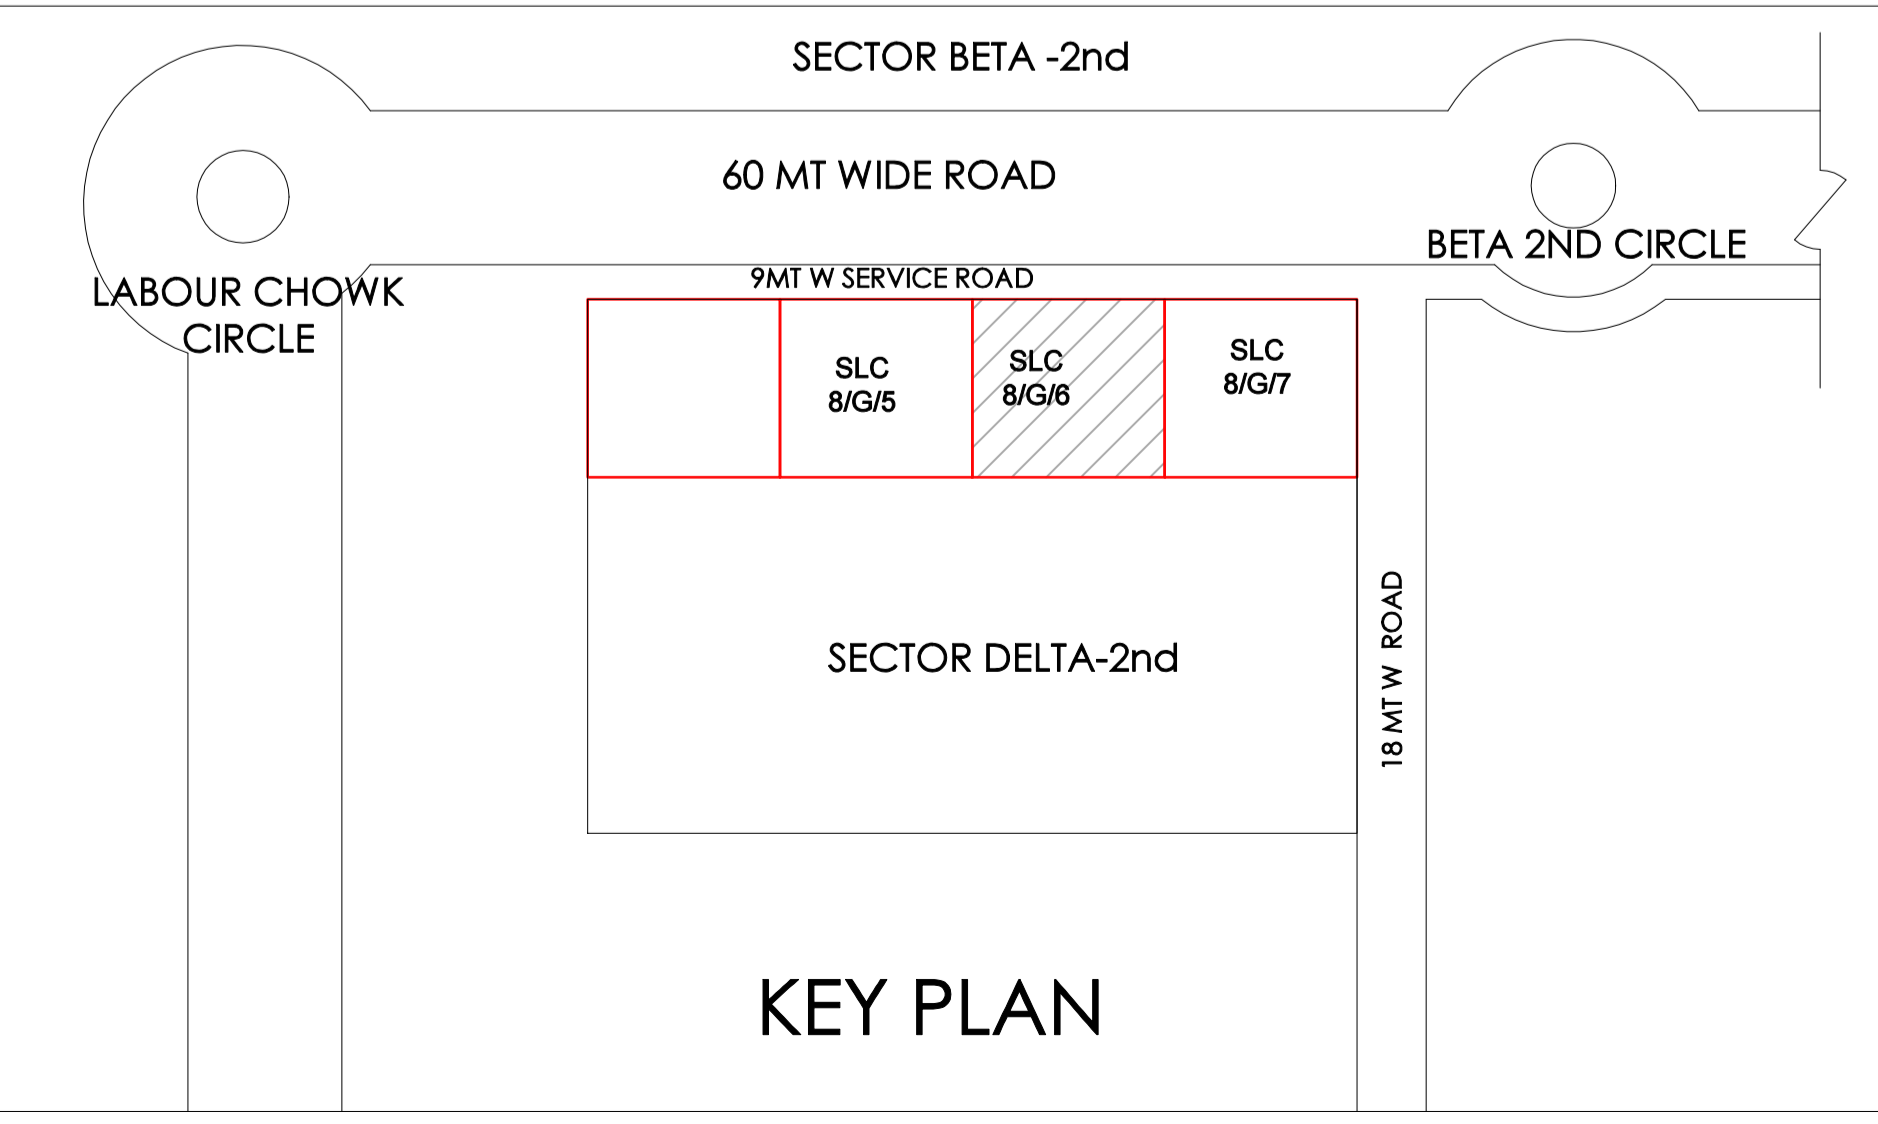 SECTOR BETA -2nd
60 MT WIDE ROAD
BETA 2ND CIRCLE
9MT W SERVICE ROAD
LABOUR CHOWK
CIRCLE
SLC
8/G/5
SLC
8/G/6
SLC
8/G/7
SECTOR DELTA-2nd
18 MT W ROAD
KEY PLAN